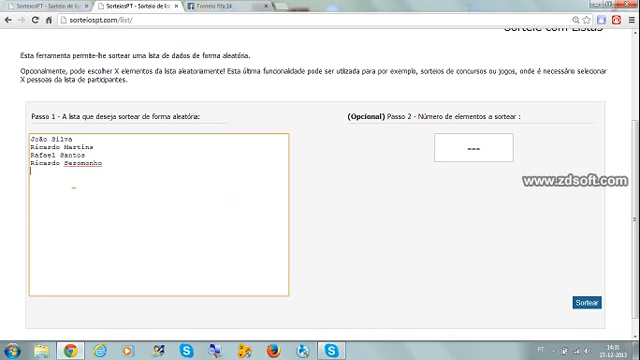 SorteiosPT - Sorteio de l
SorteiosPT - Sorteio de l
Torneio fifa 14
sorteiospt.com/list/
Sorteio com Listas
Esta ferramenta permite-lhe sortear uma lista de dados de forma aleatória.
Opcionalmente, pode escolher X elementos da lista aleatoriamente! Esta última funcionalidade pode ser utilizada para por exemplo, sorteios de concursos ou jogos, onde é necessário selecionar
X pessoas da lista de participantes.
Passo 1 - A lista que deseja sortear de forma aleatória:
(Opcional) Passo 2 - Número de elementos a sortear :
João Silva
Ricardo Martins
Rafael Santos
Ricardo Seromonho
---
www.zdsoft.com
Sortear
PT
14:31
27-12-2013